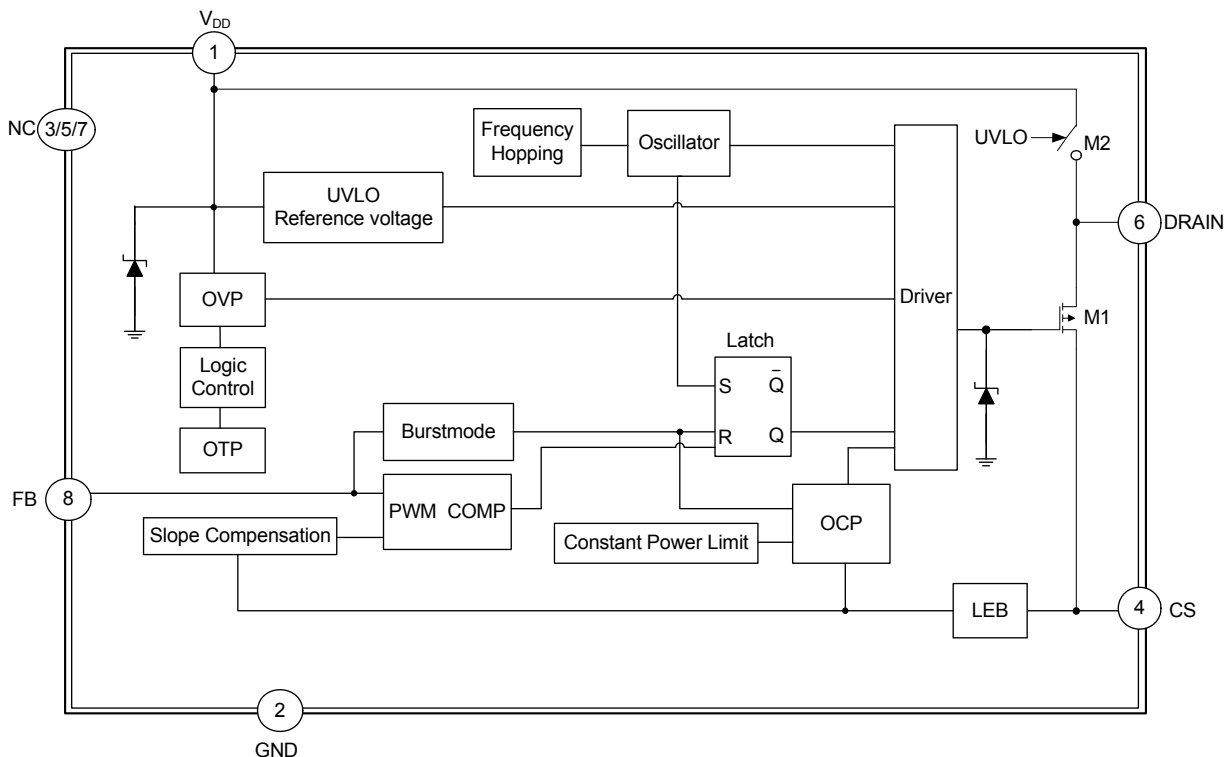 VDD
1
NC 3/5/7
Frequency
Hopping
Oscillator
UVLO
M2
UVLO
Reference voltage
6 DRAIN
OVP
Driver
M1
Logic
Control
Latch
S Q̅
Burstmode
R Q
OTP
FB 8
PWM COMP
OCP
Slope Compensation
Constant Power Limit
LEB
4 CS
2
GND